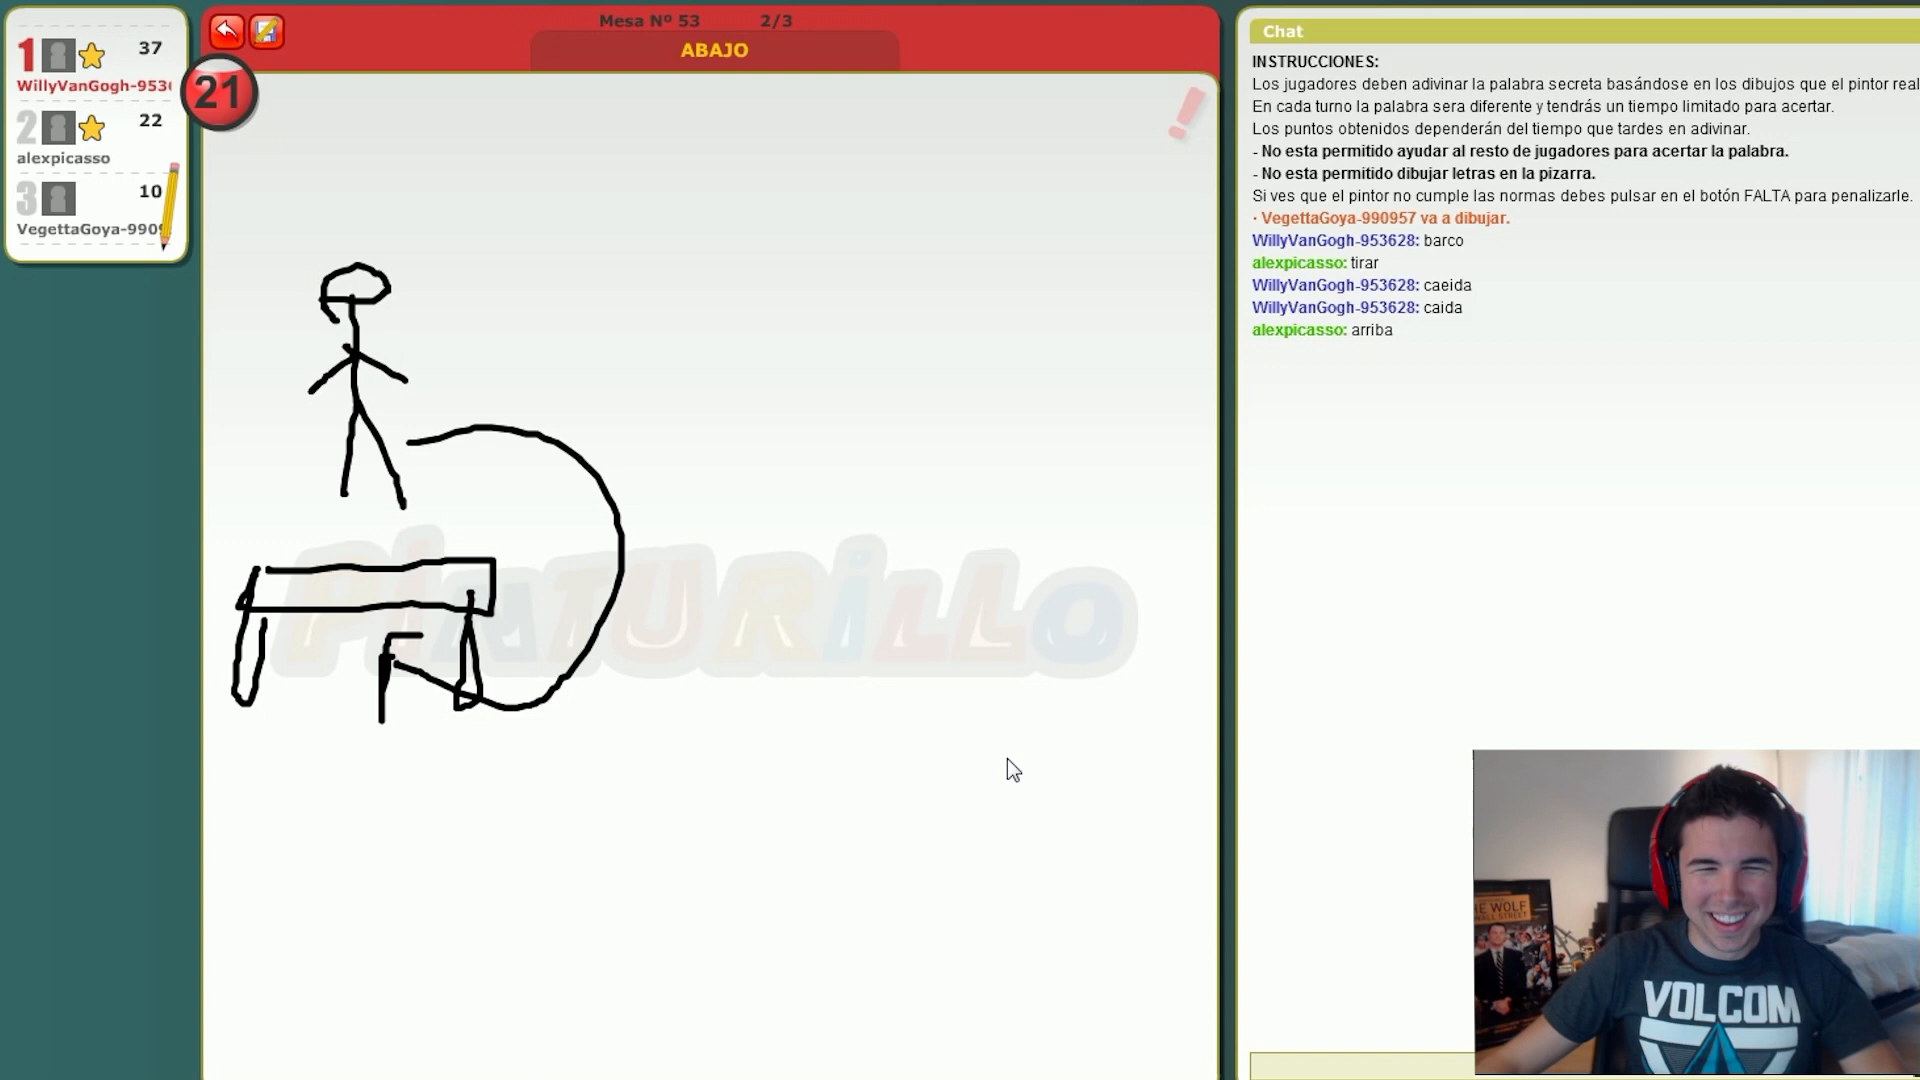 1 37
WillyVanGogh-9536
2 22
alexpicasso
3 10
VegettaGoya-990
21
Mesa Nº 53 2/3
ABAJO
PINTURILLO
Chat
INSTRUCCIONES:
Los jugadores deben adivinar la palabra secreta basándose en los dibujos que el pintor real
En cada turno la palabra sera diferente y tendrás un tiempo limitado para acertar.
Los puntos obtenidos dependerán del tiempo que tardes en adivinar.
- No esta permitido ayudar al resto de jugadores para acertar la palabra.
- No esta permitido dibujar letras en la pizarra.
Si ves que el pintor no cumple las normas debes pulsar en el botón FALTA para penalizarle.
· VegettaGoya-990957 va a dibujar.
WillyVanGogh-953628: barco
alexpicasso: tirar
WillyVanGogh-953628: caeida
WillyVanGogh-953628: caida
alexpicasso: arriba
HE WOLF
WALL STREET
VOLCOM